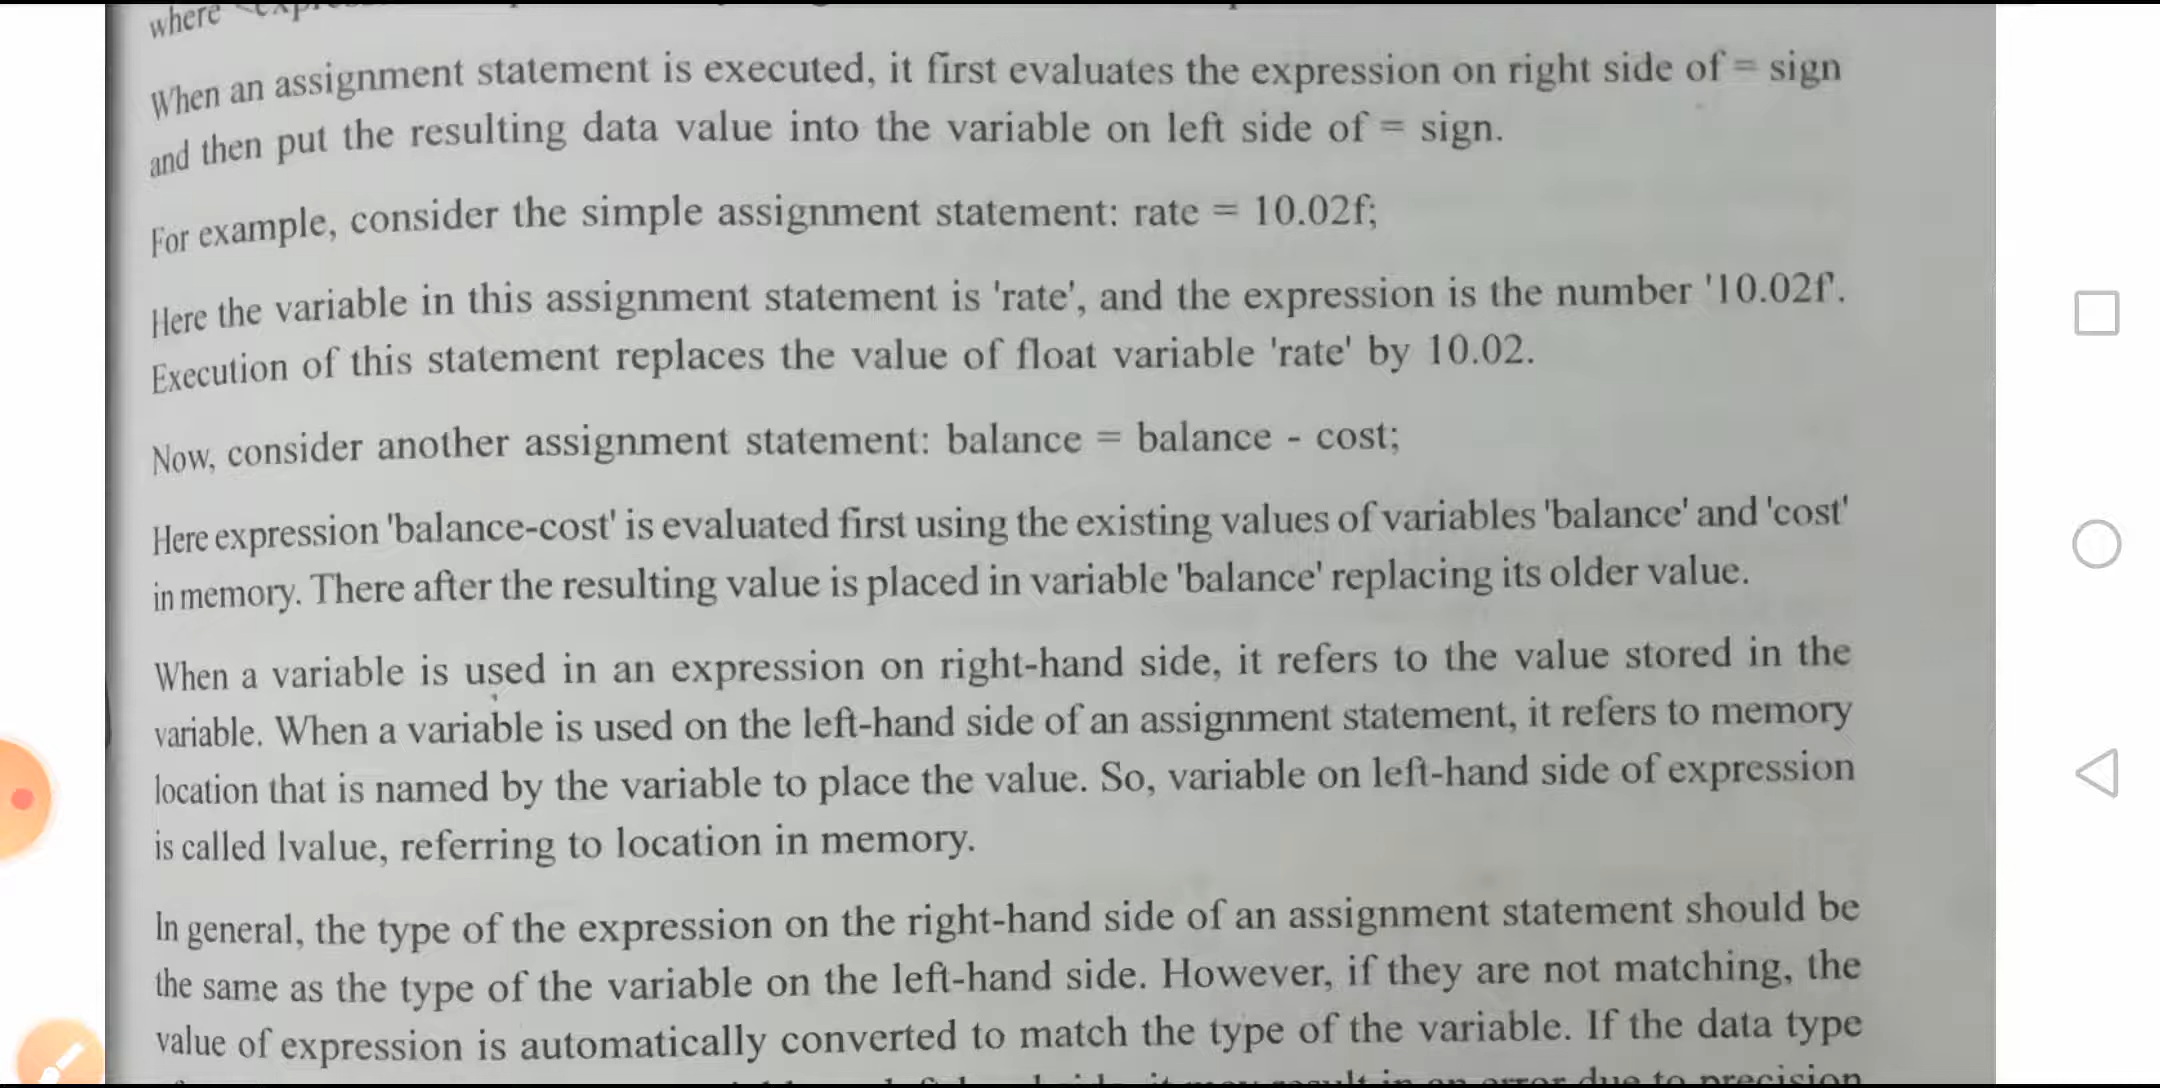 where
When an assignment statement is executed, it first evaluates the expression on right side of = sign
and then put the resulting data value into the variable on left side of = sign.
For example, consider the simple assignment statement: rate = 10.02f;
Here the variable in this assignment statement is 'rate', and the expression is the number '10.02f'.
Execution of this statement replaces the value of float variable 'rate' by 10.02.
Now, consider another assignment statement: balance = balance - cost;
Here expression 'balance-cost' is evaluated first using the existing values of variables 'balance' and 'cost'
in memory. There after the resulting value is placed in variable 'balance' replacing its older value.
When a variable is used in an expression on right-hand side, it refers to the value stored in the
variable. When a variable is used on the left-hand side of an assignment statement, it refers to memory
location that is named by the variable to place the value. So, variable on left-hand side of expression
is called lvalue, referring to location in memory.
In general, the type of the expression on the right-hand side of an assignment statement should be
the same as the type of the variable on the left-hand side. However, if they are not matching, the
value of expression is automatically converted to match the type of the variable. If the data type
it may result in an error due to precision